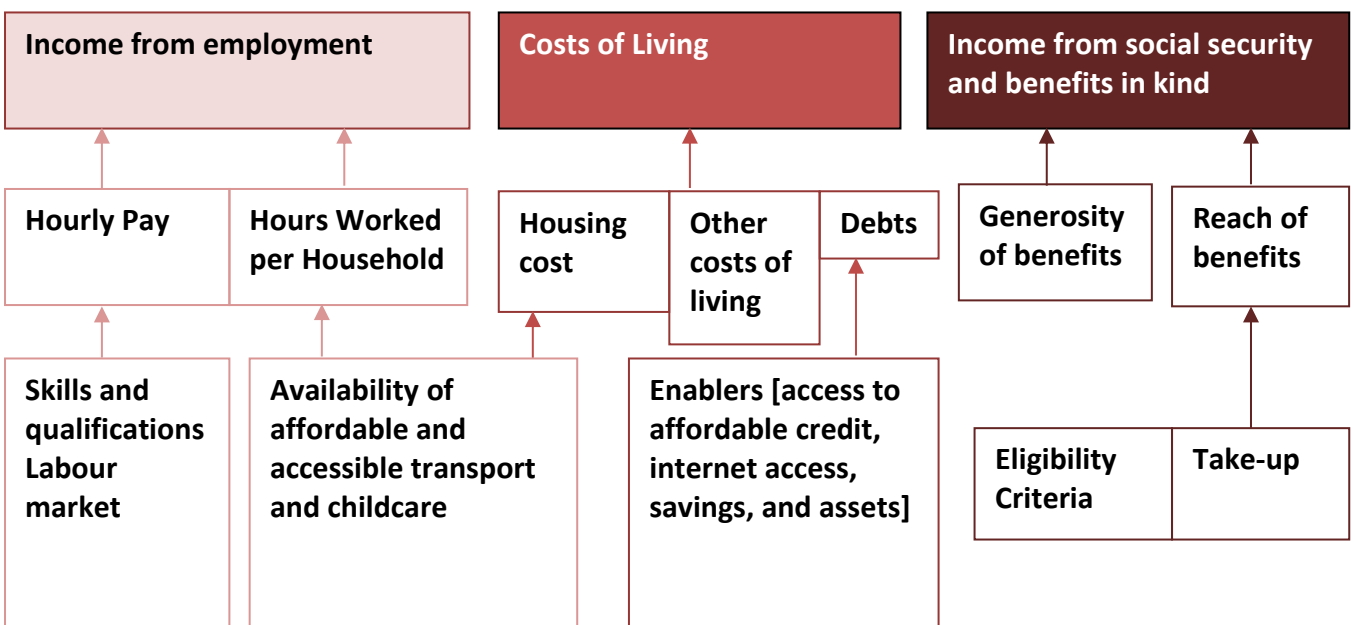 Income from employment
Costs of Living
Income from social security
and benefits in kind
Hourly Pay
Hours Worked
per Household
Housing
cost
Other
costs of
living
Debts
Generosity
of benefits
Reach of
benefits
Skills and
qualifications
Labour
market
Availability of
affordable and
accessible transport
and childcare
Enablers [access to
affordable credit,
internet access,
savings, and assets]
Eligibility
Criteria
Take-up